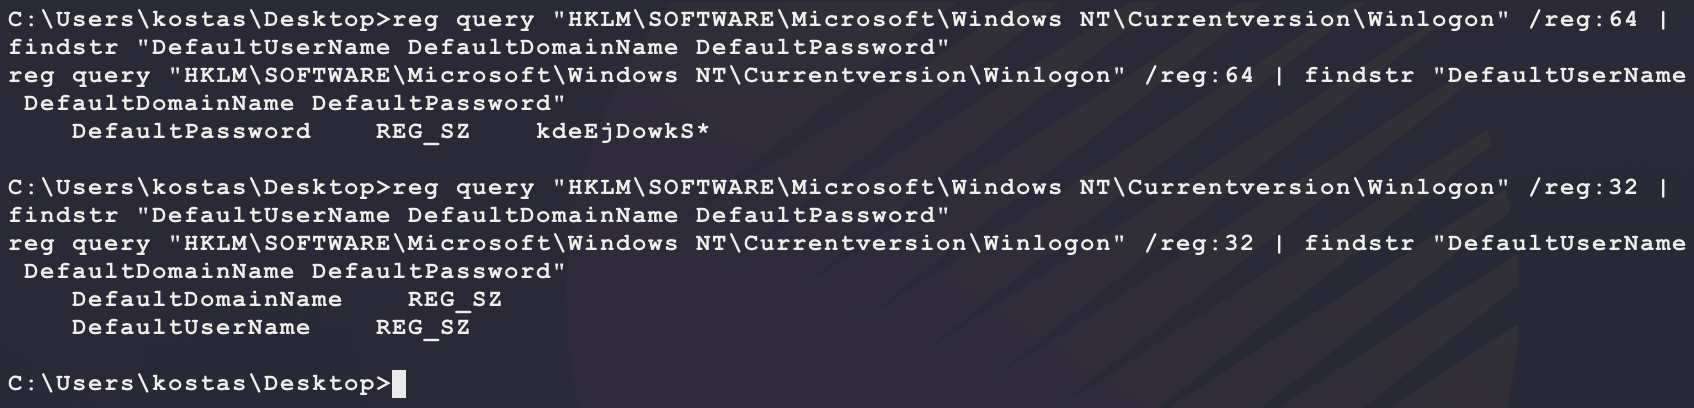 C:\Users\kostas\Desktop>reg query "HKLM\SOFTWARE\Microsoft\Windows NT\Currentversion\Winlogon" /reg:64 |
findstr "DefaultUserName DefaultDomainName DefaultPassword"
reg query "HKLM\SOFTWARE\Microsoft\Windows NT\Currentversion\Winlogon" /reg:64 | findstr "DefaultUserName
 DefaultDomainName DefaultPassword"
    DefaultPassword    REG_SZ    kdeEjDowkS*
C:\Users\kostas\Desktop>reg query "HKLM\SOFTWARE\Microsoft\Windows NT\Currentversion\Winlogon" /reg:32 |
findstr "DefaultUserName DefaultDomainName DefaultPassword"
reg query "HKLM\SOFTWARE\Microsoft\Windows NT\Currentversion\Winlogon" /reg:32 | findstr "DefaultUserName
 DefaultDomainName DefaultPassword"
    DefaultDomainName    REG_SZ
    DefaultUserName    REG_SZ
C:\Users\kostas\Desktop>